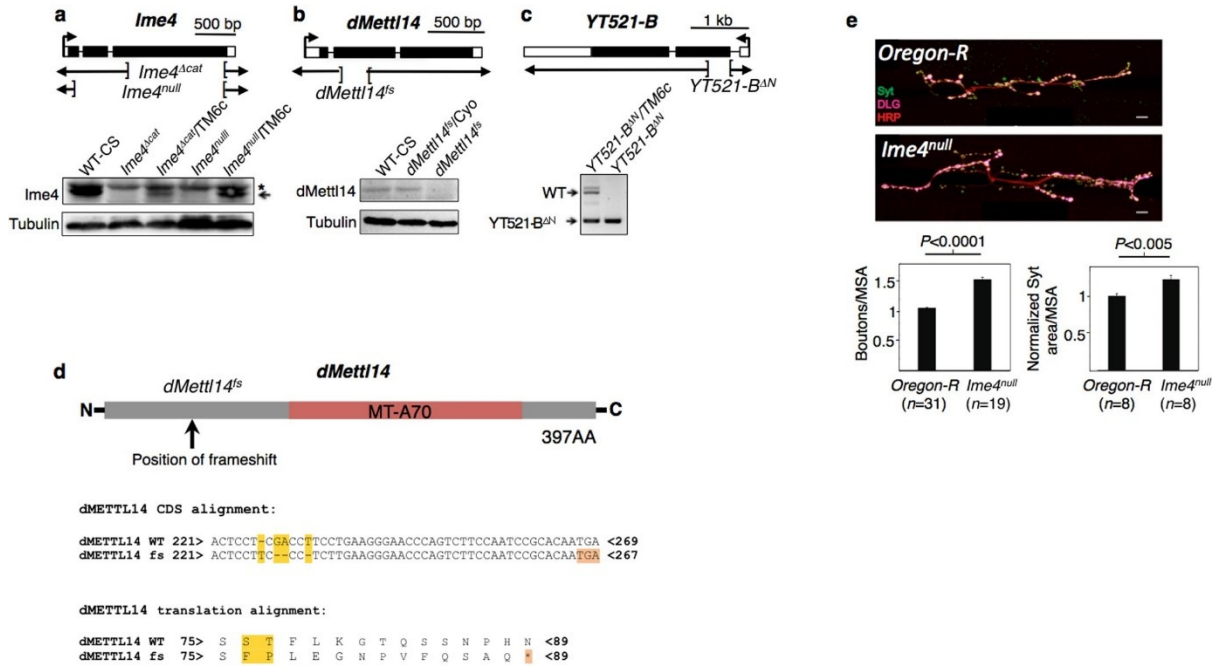 a
Ime4
500 bp
Ime4Δcat
Ime4null
WT-CS
Ime4Δcat
Ime4Δcat/TM6c
Ime4null
Ime4null/TM6c
Ime4
*
Tubulin
b
dMettl14
500 bp
dMettl14fs
WT-CS
dMettl14fs/Cyo
dMettl14fs
dMettl14
Tubulin
c
YT521-B
1 kb
YT521-BΔN
YT521-BΔN/TM6c
YT521-BΔN
WT
YT521-BΔN
e
Oregon-R
Syt
DLG
HRP
Ime4null
P<0.0001
Boutons/MSA
1.5
1
0.5
Oregon-R
(n=31)
Ime4null
(n=19)
P<0.005
Normalized Syt
area/MSA
1
0.5
Oregon-R
(n=8)
Ime4null
(n=8)
d
dMettl14
dMettl14fs
N
MT-A70
C
397AA
Position of frameshift
dMETTL14 CDS alignment:
dMETTL14 WT 221> ACTCCT-CGACCTTCCTGAAGGGAACCCAGTCTTCCAATCCGCACAATGA <269
dMETTL14 fs 221> ACTCCTTC--CC-TCTTGAAGGGAACCCAGTCTTCCAATCCGCACAATGA <267
dMETTL14 translation alignment:
dMETTL14 WT 75> S S T F L K G T Q S S N P H N <89
dMETTL14 fs 75> S F P L E G N P V F Q S A Q * <89